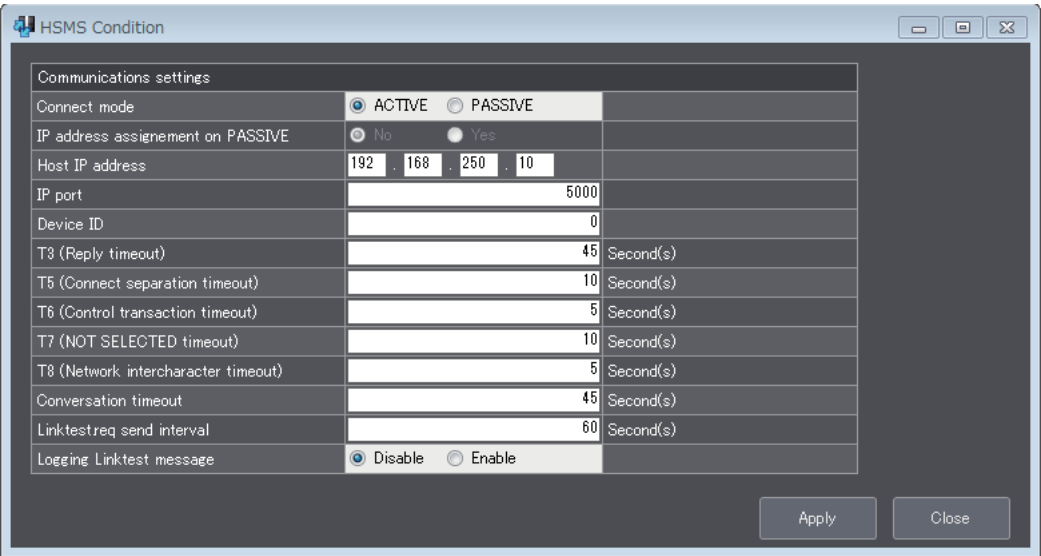 HSMS Condition
Communications settings
Connect mode ACTIVE PASSIVE
IP address assignement on PASSIVE No Yes
Host IP address 192 . 168 . 250 . 10
IP port 5000
Device ID 0
T3 (Reply timeout) 45 Second(s)
T5 (Connect separation timeout) 10 Second(s)
T6 (Control transaction timeout) 5 Second(s)
T7 (NOT SELECTED timeout) 10 Second(s)
T8 (Network intercharacter timeout) 5 Second(s)
Conversation timeout 45 Second(s)
Linktest.req send interval 60 Second(s)
Logging Linktest message Disable Enable
Apply Close